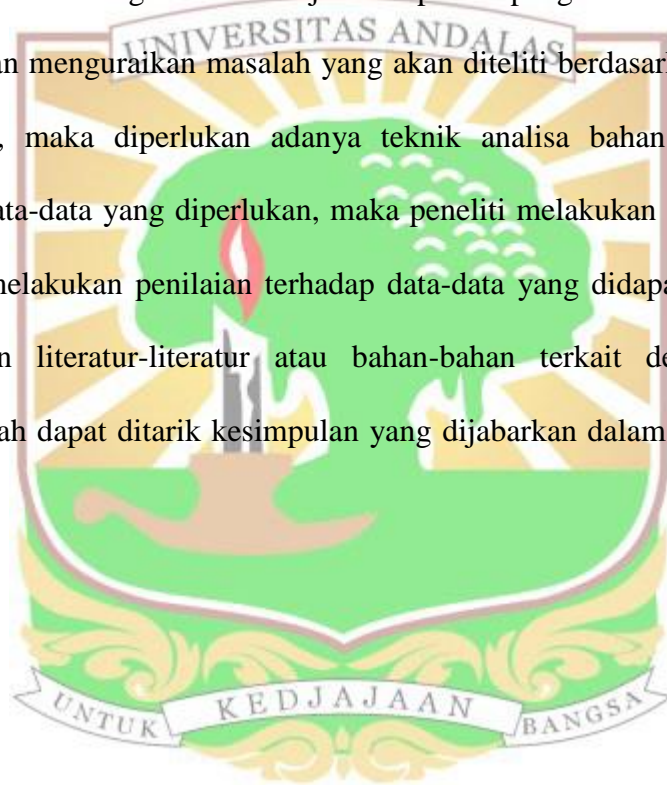 UNIVERSITAS ANDALAS
an menguraikan masalah yang akan diteliti berdasar
, maka diperlukan adanya teknik analisa bahan
ata-data yang diperlukan, maka peneliti melakukan
melakukan penilaian terhadap data-data yang didapa
n literatur-literatur atau bahan-bahan terkait de
ah dapat ditarik kesimpulan yang dijabarkan dalam
UNTUK KEDJAJAAN BANGSA